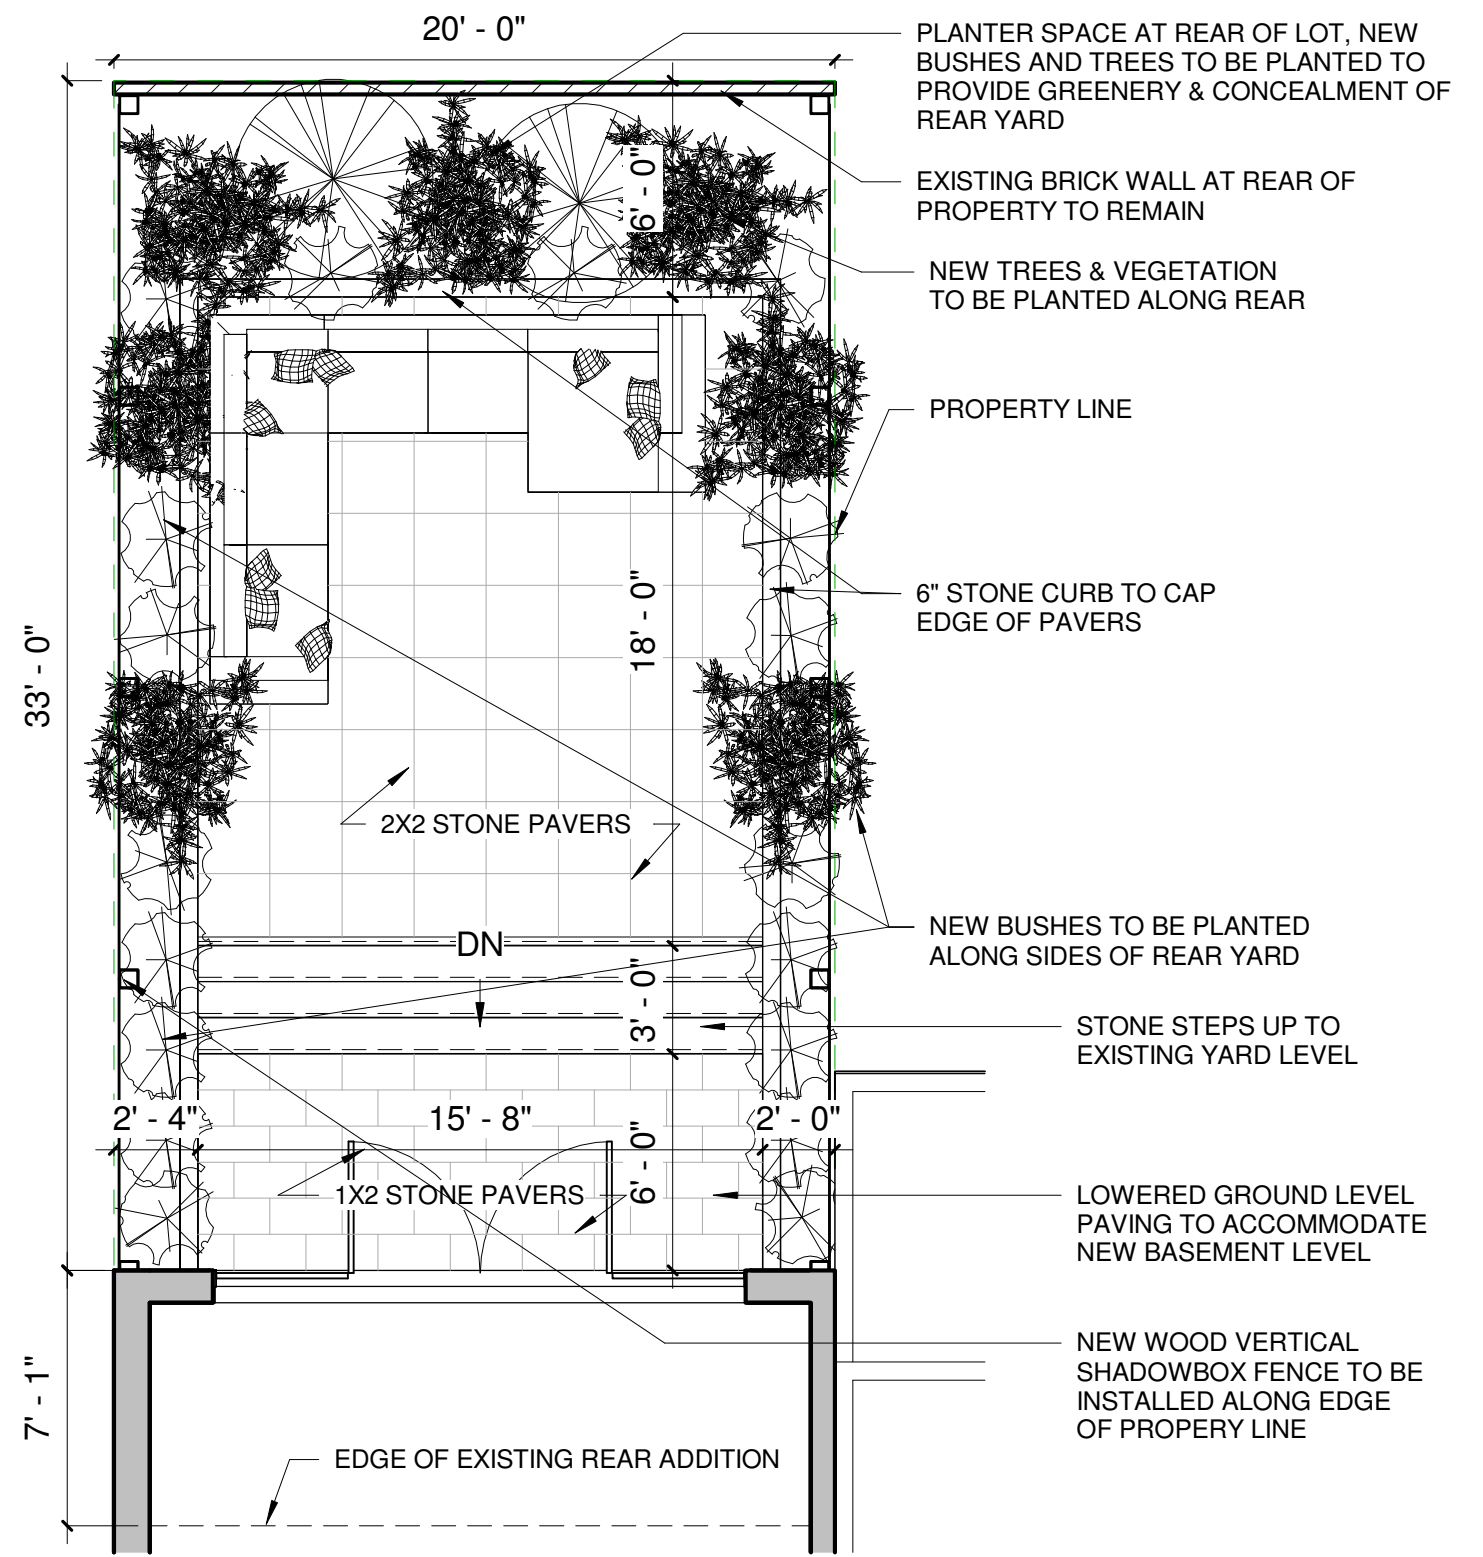 20' - 0"
PLANTER SPACE AT REAR OF LOT, NEW
BUSHES AND TREES TO BE PLANTED TO
PROVIDE GREENERY & CONCEALMENT OF
REAR YARD
6' - 0"
EXISTING BRICK WALL AT REAR OF
PROPERTY TO REMAIN
NEW TREES & VEGETATION
TO BE PLANTED ALONG REAR
PROPERTY LINE
33' - 0"
18' - 0"
6" STONE CURB TO CAP
EDGE OF PAVERS
2X2 STONE PAVERS
DN
NEW BUSHES TO BE PLANTED
ALONG SIDES OF REAR YARD
3' - 0"
STONE STEPS UP TO
EXISTING YARD LEVEL
2' - 4"
15' - 8"
2' - 0"
6' - 0"
1X2 STONE PAVERS
LOWERED GROUND LEVEL
PAVING TO ACCOMMODATE
NEW BASEMENT LEVEL
7' - 1"
NEW WOOD VERTICAL
SHADOWBOX FENCE TO BE
INSTALLED ALONG EDGE
OF PROPERY LINE
EDGE OF EXISTING REAR ADDITION